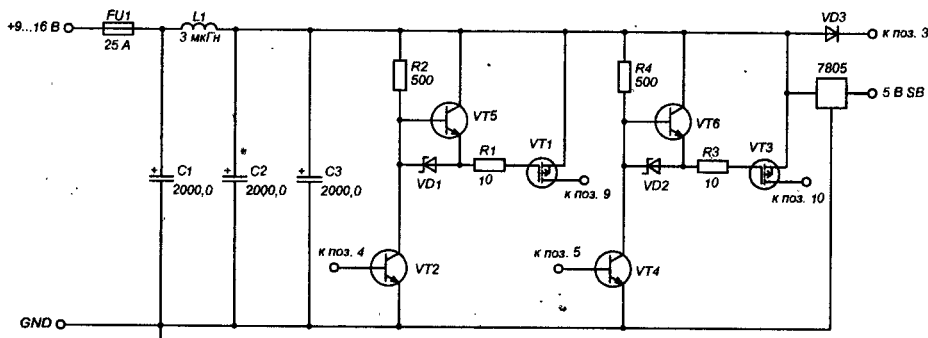 +9...16 В
FU1
25 А
L1
3 мкГн
VD3
к поз. 3
7805
5 В SB
R2
500
VT5
R4
500
VT6
R1
10
VT1
VD1
к поз. 9
R3
10
VT3
VD2
к поз. 10
+ C1
2000,0
*
+ C2
2000,0
+ C3
2000,0
к поз. 4
VT2
к поз. 5
VT4
GND